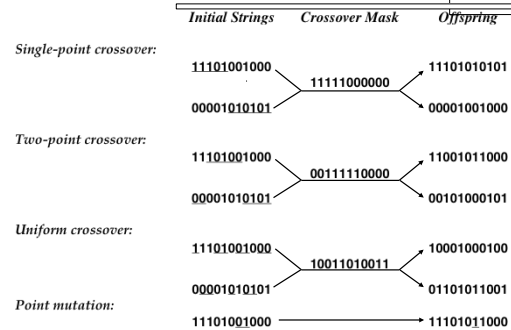 Initial Strings Crossover Mask Offspring
Single-point crossover:
11101001000 11101010101
11111000000
00001010101 00001001000
Two-point crossover:
11101001000 11001011000
00111110000
00001010101 00101000101
Uniform crossover:
11101001000 10001000100
10011010011
00001010101 01101011001
Point mutation:
11101001000 11101011000